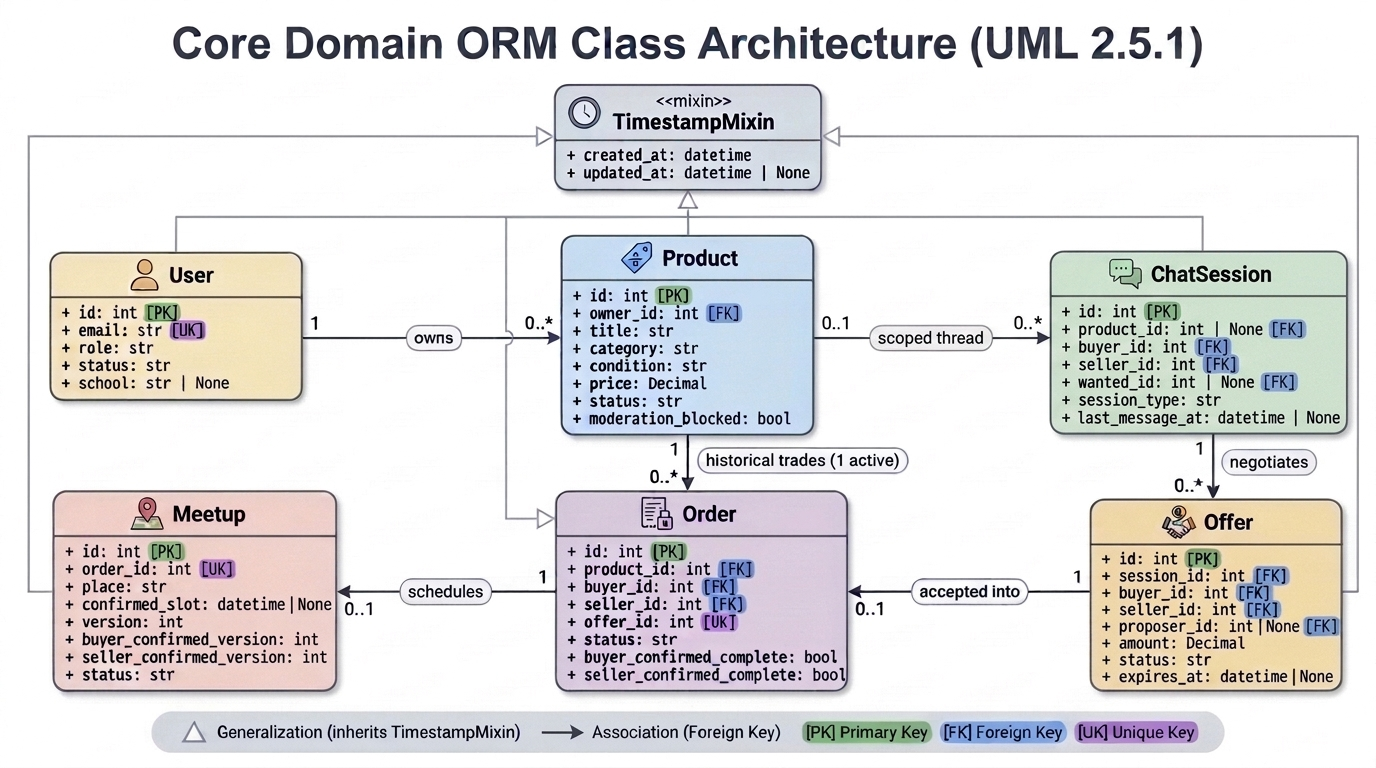 Core Domain ORM Class Architecture (UML 2.5.1)
<<mixin>>
TimestampMixin
+ created_at: datetime
+ updated_at: datetime | None
User
+ id: int [PK]
+ email: str [UK]
+ role: str
+ status: str
+ school: str | None
1
owns
0..*
Product
+ id: int [PK]
+ owner_id: int [FK]
+ title: str
+ category: str
+ condition: str
+ price: Decimal
+ status: str
+ moderation_blocked: bool
0..1
scoped thread
0..*
ChatSession
+ id: int [PK]
+ product_id: int | None [FK]
+ buyer_id: int [FK]
+ seller_id: int [FK]
+ wanted_id: int | None [FK]
+ session_type: str
+ last_message_at: datetime | None
1
historical trades (1 active)
0..*
1
negotiates
0..*
Meetup
+ id: int [PK]
+ order_id: int [UK]
+ place: str
+ confirmed_slot: datetime|None
+ version: int
+ buyer_confirmed_version: int
+ seller_confirmed_version: int
+ status: str
0..1
schedules
1
Order
+ id: int [PK]
+ product_id: int [FK]
+ buyer_id: int [FK]
+ seller_id: int [FK]
+ offer_id: int [UK]
+ status: str
+ buyer_confirmed_complete: bool
+ seller_confirmed_complete: bool
0..1
accepted into
1
Offer
+ id: int [PK]
+ session_id: int [FK]
+ buyer_id: int [FK]
+ seller_id: int [FK]
+ proposer_id: int|None [FK]
+ amount: Decimal
+ status: str
+ expires_at: datetime|None
Generalization (inherits TimestampMixin)
Association (Foreign Key)
[PK] Primary Key
[FK] Foreign Key
[UK] Unique Key